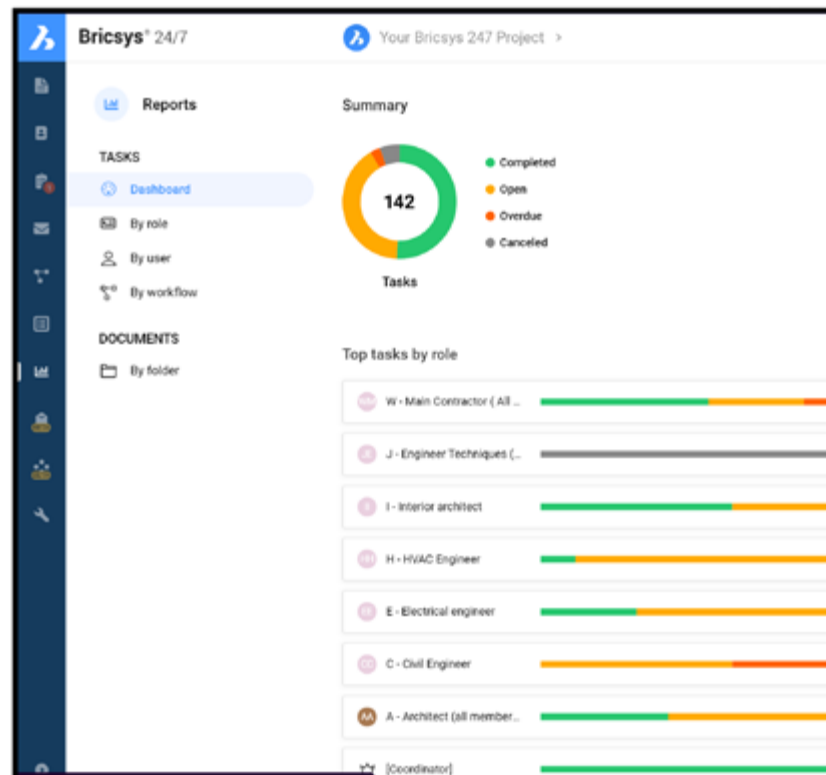 Bricsys® 24/7
Your Bricsys 247 Project >
Reports
Summary
TASKS
Dashboard
By role
By user
By workflow
DOCUMENTS
By folder
142
Tasks
Completed
Open
Overdue
Canceled
Top tasks by role
W - Main Contractor ( All ...
J - Engineer Techniques (...
I - Interior architect
H - HVAC Engineer
E - Electrical engineer
CC
C - Civil Engineer
AA
A - Architect (all member...
[Coordinator]